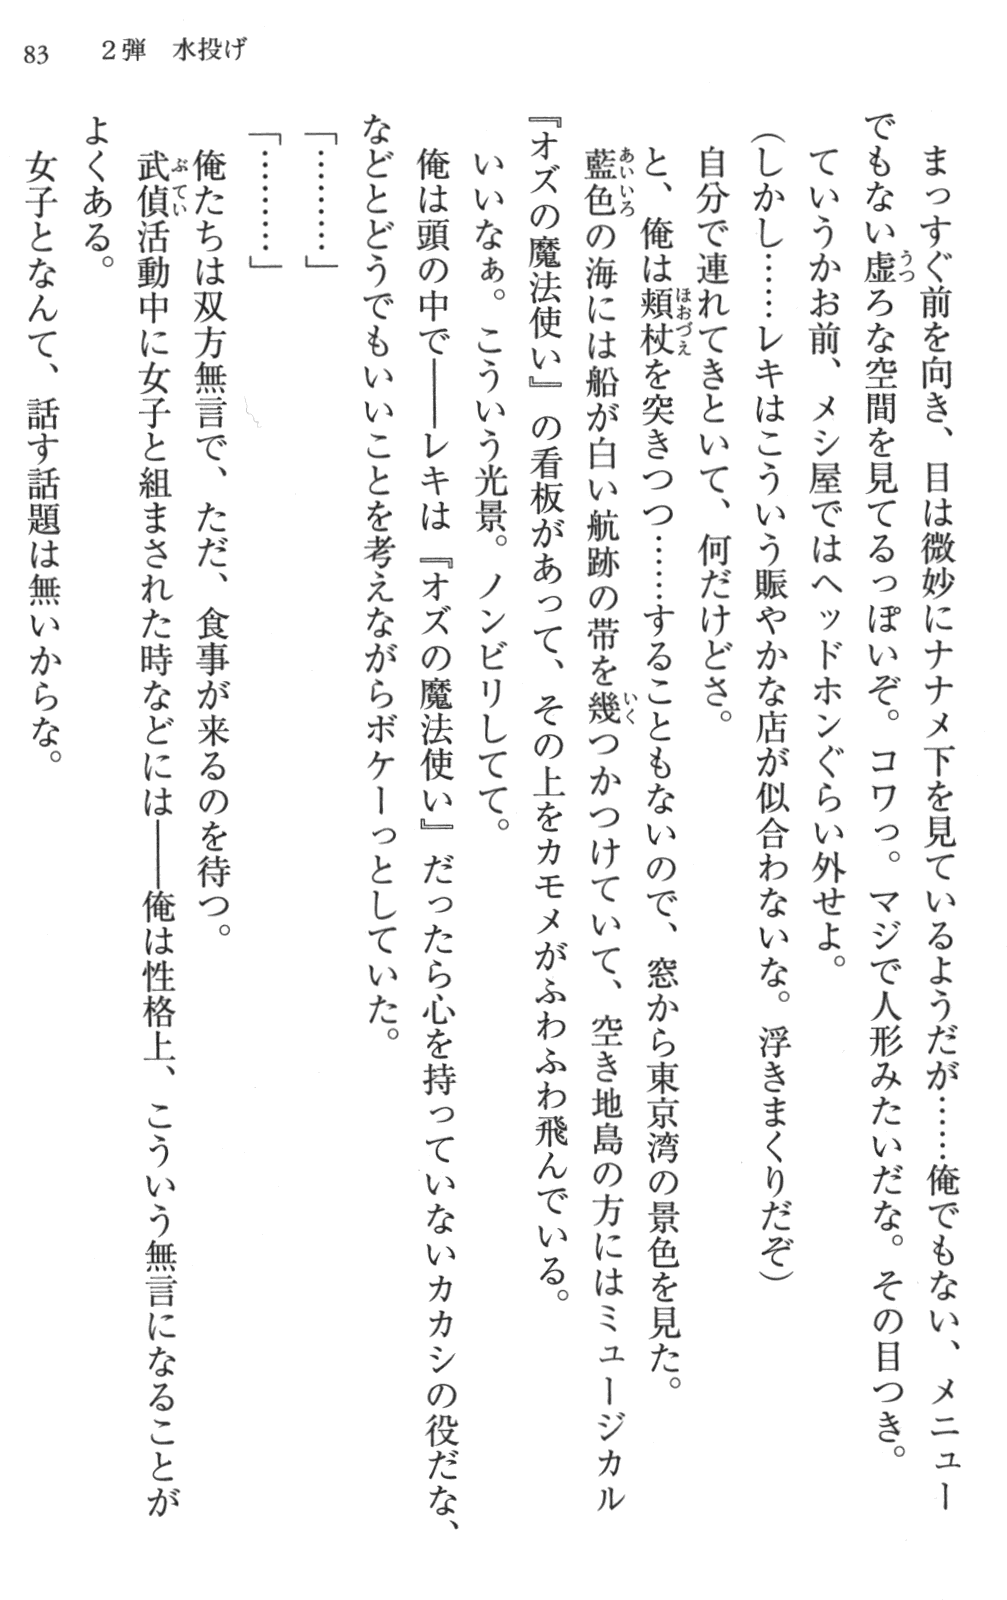 83　2弾　水投げ
　まっすぐ前を向き、目は微妙にナナメ下を見ているようだが……俺でもない、メニュー
でもない虚ろな空間を見てるっぽいぞ。コワっ。マジで人形みたいだな。その目つき。
　ていうかお前、メシ屋ではヘッドホンぐらい外せよ。
（しかし……レキはこういう賑やかな店が似合わないな。浮きまくりだぞ）
　自分で連れてきといて、何だけどさ。
　と、俺は頬杖を突きつつ……することもないので、窓から東京湾の景色を見た。
　藍色の海には船が白い航跡の帯を幾つかつけていて、空き地島の方にはミュージカル
『オズの魔法使い』の看板があって、その上をカモメがふわふわ飛んでいる。
　いいなぁ。こういう光景。ノンビリしてて。
　俺は頭の中で――レキは『オズの魔法使い』だったら心を持っていないカカシの役だな、
などとどうでもいいことを考えながらボケーっとしていた。
「………」
「………」
　俺たちは双方無言で、ただ、食事が来るのを待つ。
　武偵活動中に女子と組まされた時などには――俺は性格上、こういう無言になることが
よくある。
　女子となんて、話す話題は無いからな。